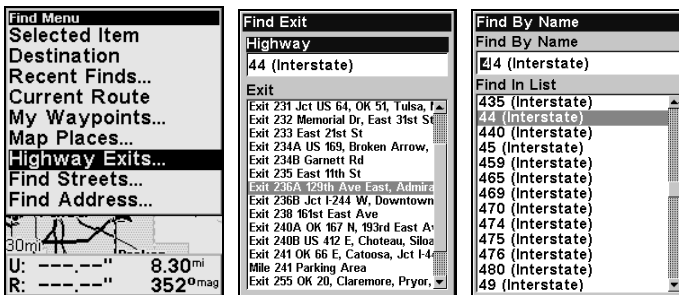 Find Menu
Selected Item
Destination
Recent Finds...
Current Route
My Waypoints...
Map Places...
Highway Exits...
Find Streets...
Find Address...
30mi
U: ---.--" 8.30mi
R: ---.--" 352ºmag
Find Exit
Highway
44 (Interstate)
Exit
Exit 231 Jct US 64, OK 51, Tulsa,
Exit 232 Memorial Dr, East 31st St
Exit 233 East 21st St
Exit 234A US 169, Broken Arrow,
Exit 234B Garnett Rd
Exit 235 East 11th St
Exit 236A 129th Ave East, Admira
Exit 236B Jct I-244 W, Downtown
Exit 238 161st East Ave
Exit 240A OK 167 N, 193rd East Av
Exit 240B US 412 E, Choteau, Siloa
Exit 241 OK 66 E, Catoosa, Jct I-4
Mile 241 Parking Area
Exit 255 OK 20, Claremore, Pryor,
Find By Name
Find By Name
44 (Interstate)
Find In List
435 (Interstate)
44 (Interstate)
440 (Interstate)
45 (Interstate)
459 (Interstate)
465 (Interstate)
469 (Interstate)
470 (Interstate)
474 (Interstate)
475 (Interstate)
476 (Interstate)
480 (Interstate)
49 (Interstate)